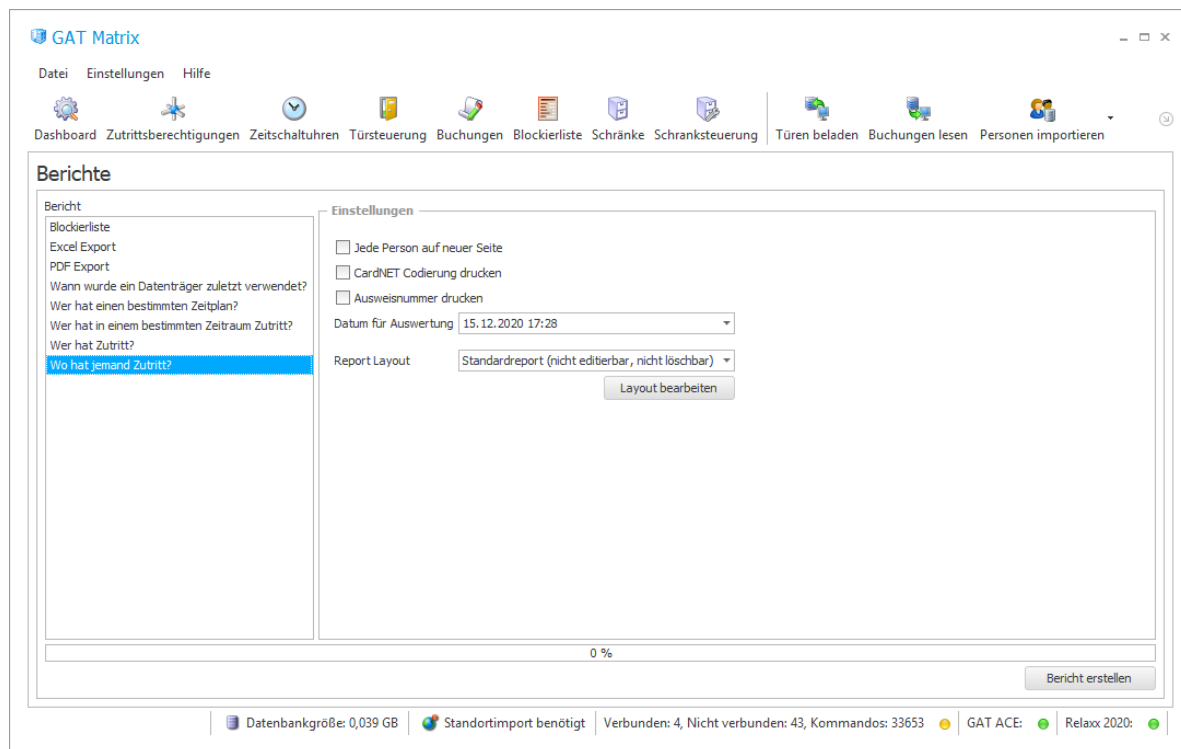 GAT Matrix
Datei Einstellungen Hilfe
Dashboard Zutrittsberechtigungen Zeitschaltuhren Türsteuerung Buchungen Blockierliste Schränke Schranksteuerung Türen beladen Buchungen lesen Personen importieren
Berichte
Bericht
Blockierliste
Excel Export
PDF Export
Wann wurde ein Datenträger zuletzt verwendet?
Wer hat einen bestimmten Zeitplan?
Wer hat in einem bestimmten Zeitraum Zutritt?
Wer hat Zutritt?
Wo hat jemand Zutritt?
Einstellungen
Jede Person auf neuer Seite
CardNET Codierung drucken
Ausweisnummer drucken
Datum für Auswertung 15.12.2020 17:28
Report Layout Standardreport (nicht editierbar, nicht löschbar)
Layout bearbeiten
0 %
Bericht erstellen
Datenbankgröße: 0,039 GB Standortimport benötigt Verbunden: 4, Nicht verbunden: 43, Kommandos: 33653 GAT ACE: Relaxx 2020: